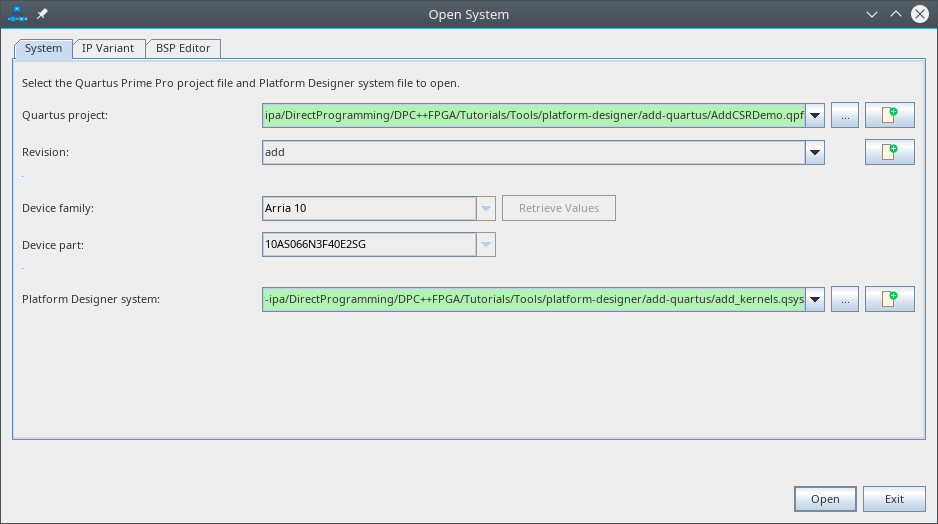 Open System
System IP Variant BSP Editor
Select the Quartus Prime Pro project file and Platform Designer system file to open.
Quartus project: ipa/DirectProgramming/DPC++FPGA/Tutorials/Tools/platform-designer/add-quartus/AddCSRDemo.qpf ...
Revision: add
Device family: Arria 10 Retrieve Values
Device part: 10AS066N3F40E2SG
Platform Designer system: -ipa/DirectProgramming/DPC++FPGA/Tutorials/Tools/platform-designer/add-quartus/add_kernels.qsys ...
Open Exit